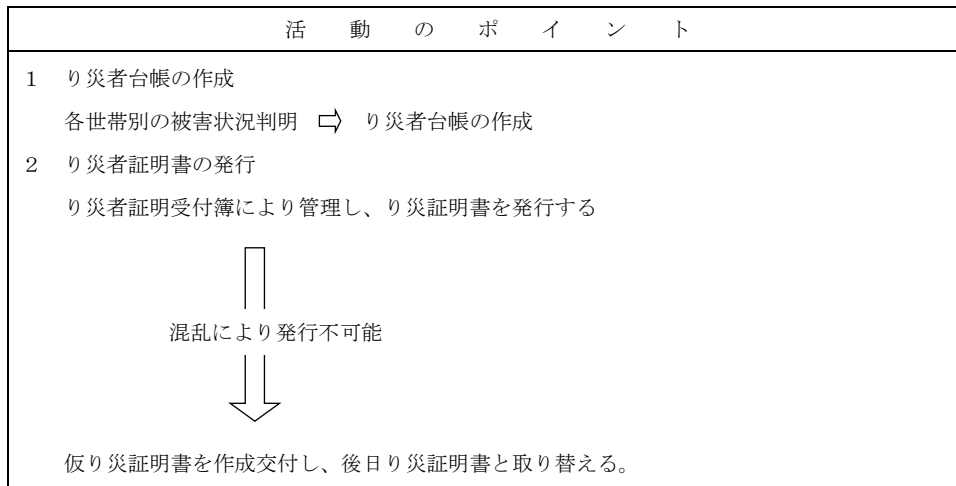 活動のポイント
1 り災者台帳の作成
各世帯別の被害状況判明 ⇨ り災者台帳の作成
2 り災者証明書の発行
り災者証明受付簿により管理し、り災証明書を発行する
混乱により発行不可能
仮り災証明書を作成交付し、後日り災証明書と取り替える。